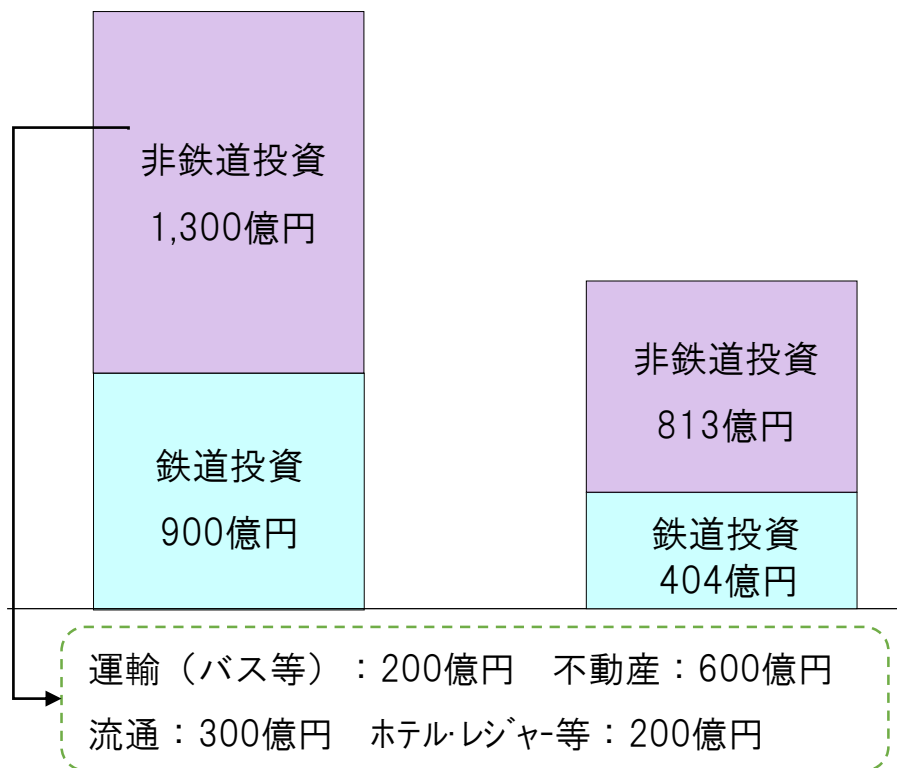 非鉄道投資
1,300億円
鉄道投資
900億円
非鉄道投資
813億円
鉄道投資
404億円
運輸（バス等）：200億円　不動産：600億円
流通：300億円　ﾎﾃﾙ･ﾚｼﾞｬｰ等：200億円